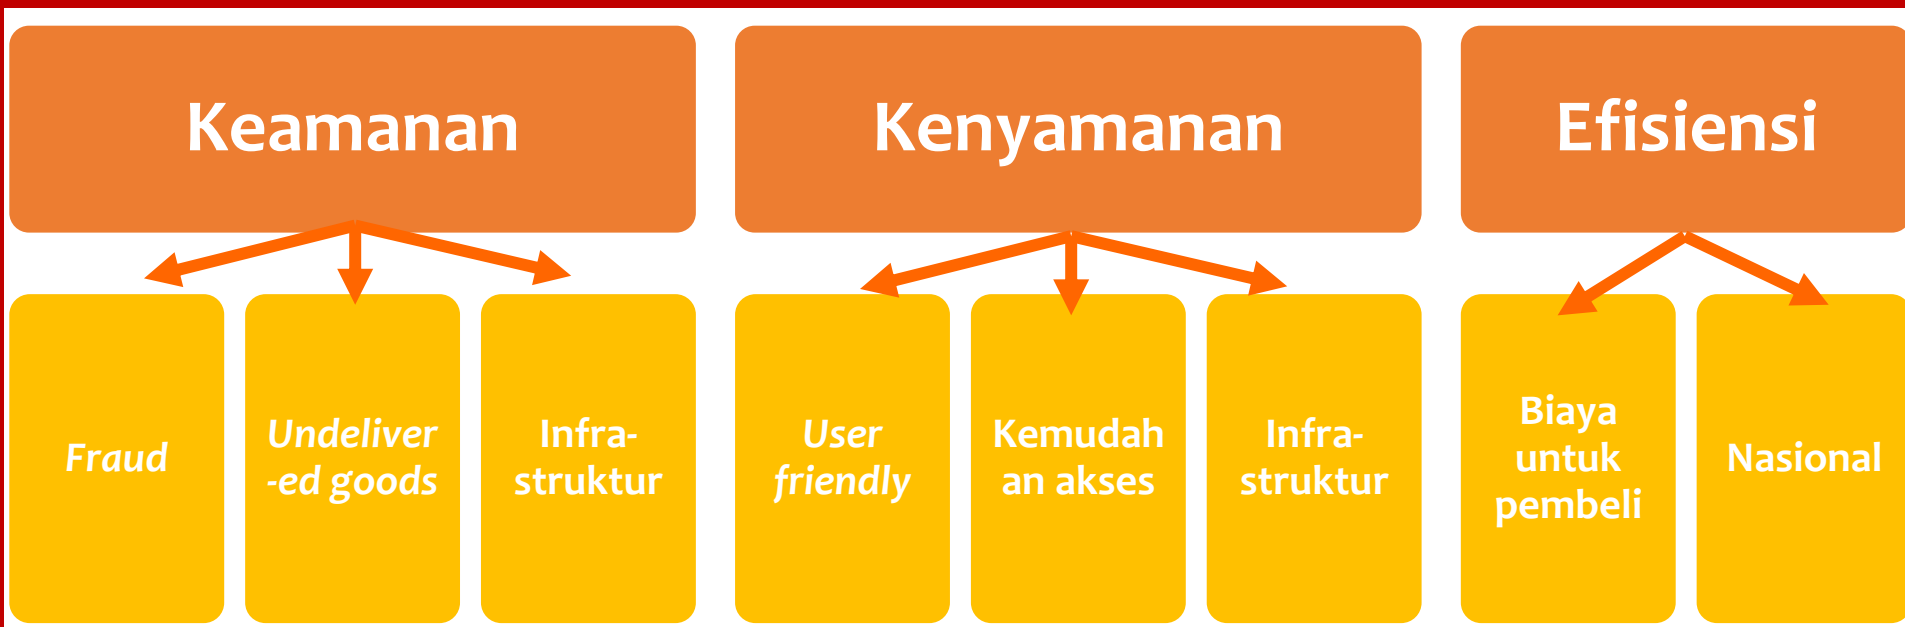 Keamanan
Kenyamanan
Efisiensi
Fraud
Undeliver
-ed goods
Infra-
struktur
User
friendly
Kemudah
an akses
Infra-
struktur
Biaya
untuk
pembeli
Nasional